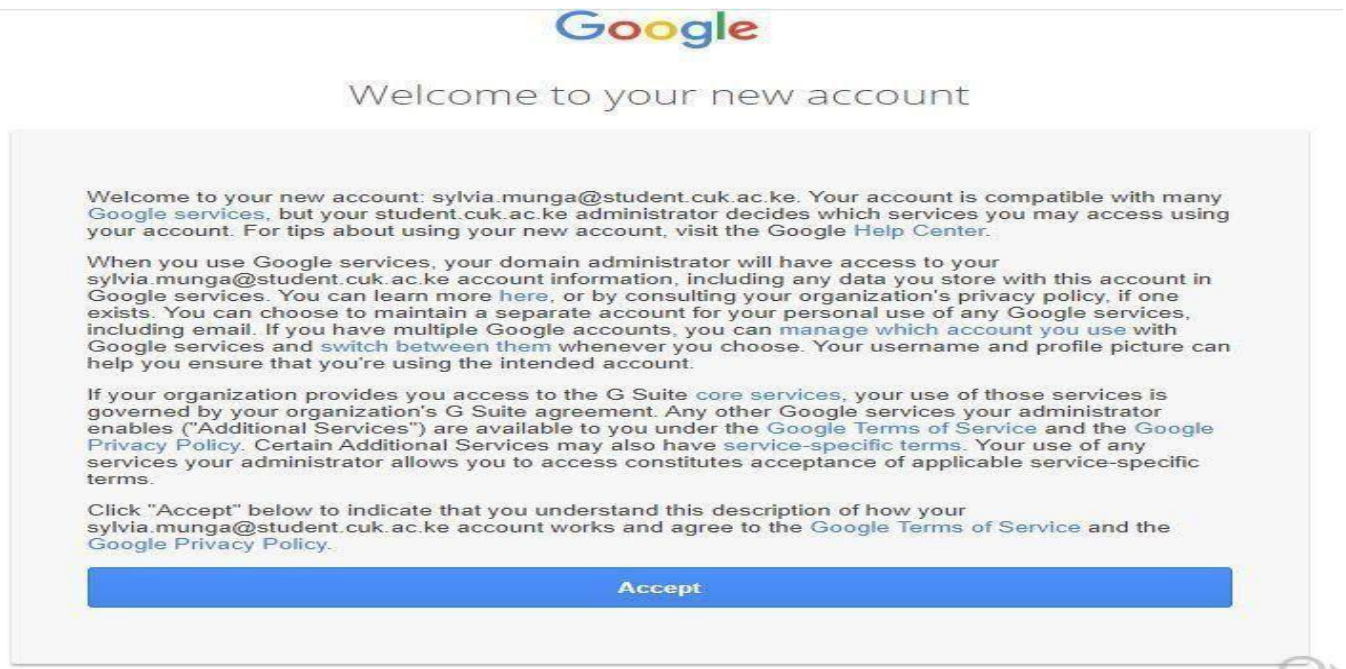 Google
Welcome to your new account
Welcome to your new account: sylvia.munga@student.cuk.ac.ke. Your account is compatible with many
Google services, but your student.cuk.ac.ke administrator decides which services you may access using
your account. For tips about using your new account, visit the Google Help Center.
When you use Google services, your domain administrator will have access to your
sylvia.munga@student.cuk.ac.ke account information, including any data you store with this account in
Google services. You can learn more here, or by consulting your organization's privacy policy, if one
exists. You can choose to maintain a separate account for your personal use of any Google services,
including email. If you have multiple Google accounts, you can manage which account you use with
Google services and switch between them whenever you choose. Your username and profile picture can
help you ensure that you're using the intended account.
If your organization provides you access to the G Suite core services, your use of those services is
governed by your organization's G Suite agreement. Any other Google services your administrator
enables ("Additional Services") are available to you under the Google Terms of Service and the Google
Privacy Policy. Certain Additional Services may also have service-specific terms. Your use of any
services your administrator allows you to access constitutes acceptance of applicable service-specific
terms.
Click "Accept" below to indicate that you understand this description of how your
sylvia.munga@student.cuk.ac.ke account works and agree to the Google Terms of Service and the
Google Privacy Policy.
Accept